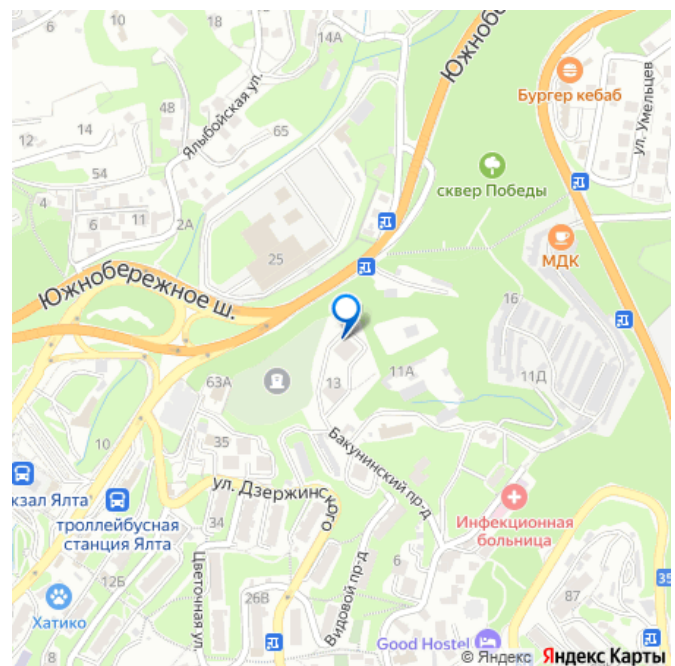 10
6
22
14А
Южнобе
Бургер кебаб
ул. Умельцев
48
Ялыбойская ул.
12
14
65
54
4
6
11
2А
сквер Победы
МДК
25
Южнобережное ш.
16
63А
13
11А
11Д
10
35
Бакунинский пр-д
кзал Ялта
ул. Дзержинского
троллейбусная
станция Ялта
34
Инфекционная
больница
Цветочная ул.
12Б
6
Видовой пр-д
35
87
26В
Хатико
8
Good Hostel
© Яндекс Яндекс Карты